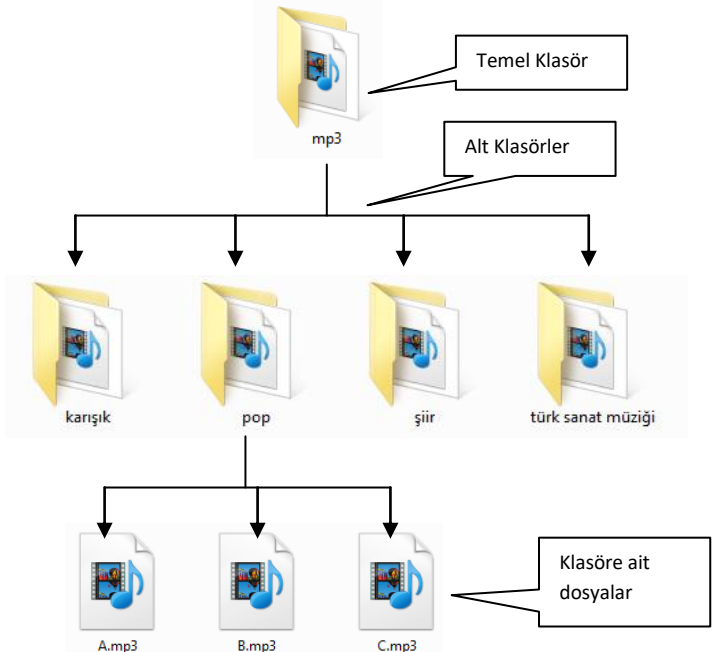 Temel Klasör
mp3
Alt Klasörler
karışık
pop
şiir
türk sanat müziği
Klasöre ait
dosyalar
A.mp3
B.mp3
C.mp3